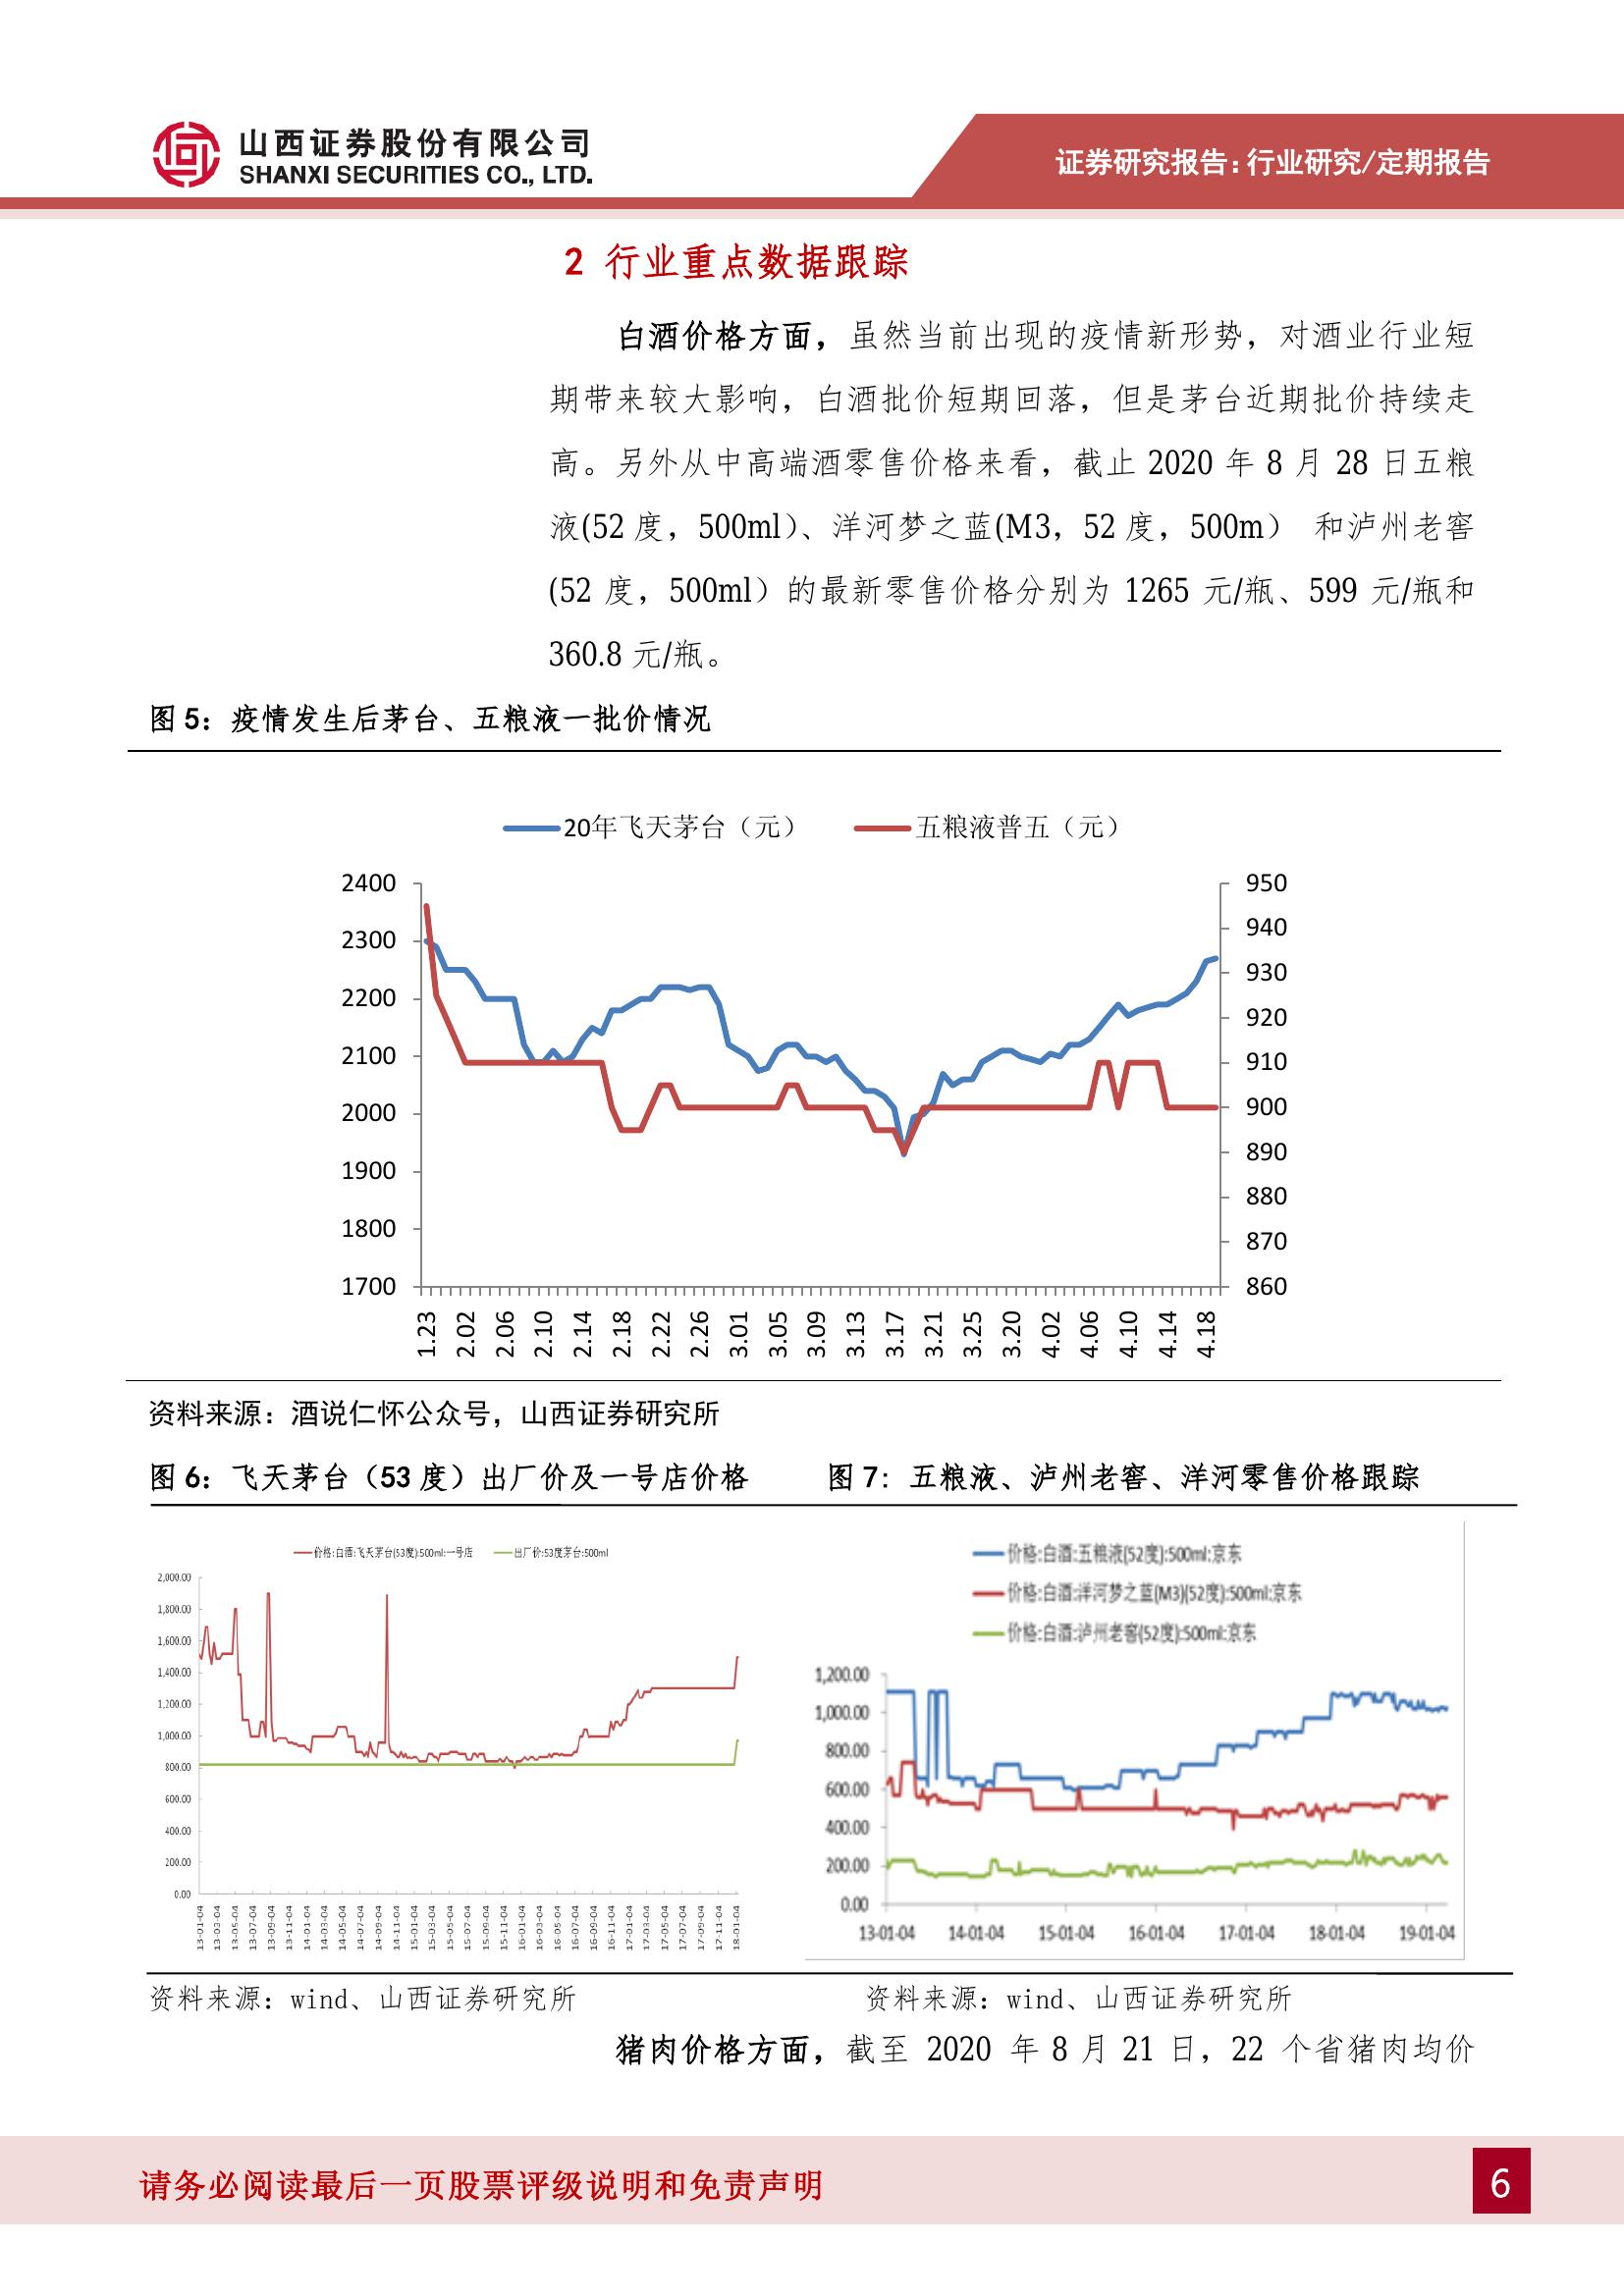 山西证券股份有限公司
SHANXI SECURITIES CO., LTD.
证券研究报告:行业研究/定期报告
2 行业重点数据跟踪
白酒价格方面，虽然当前出现的疫情新形势，对酒业行业短
期带来较大影响，白酒批价短期回落，但是茅台近期批价持续走
高。另外从中高端酒零售价格来看，截止 2020 年 8 月 28 日五粮
液(52 度，500ml）、洋河梦之蓝(M3，52 度，500m） 和泸州老窖
(52 度，500ml）的最新零售价格分别为 1265 元/瓶、599 元/瓶和
360.8 元/瓶。
图 5：疫情发生后茅台、五粮液一批价情况
20年飞天茅台（元） 五粮液普五（元）
2400 950
940
2300
930
2200
920
2100 910
2000 900
890
1900
880
1800
870
1700 860
1.23 2.02 2.06 2.10 2.14 2.18 2.22 2.26 3.01 3.05 3.09 3.13 3.17 3.21 3.25 3.20 4.02 4.06 4.10 4.14 4.18
资料来源：酒说仁怀公众号，山西证券研究所
图 6：飞天茅台（53 度）出厂价及一号店价格 图 7: 五粮液、泸州老窖、洋河零售价格跟踪
价格:白酒:飞天茅台(53度):500ml:一号店 出厂价:53度茅台:500ml
2,000.00
1,800.00
1,600.00
1,400.00
1,200.00
1,000.00
800.00
600.00
400.00
200.00
0.00
13-01-04 13-03-04 13-05-04 13-07-04 13-09-04 13-11-04 14-01-04 14-03-04 14-05-04 14-07-04 14-09-04 14-11-04 15-01-04 15-03-04 15-05-04 15-07-04 15-09-04 15-11-04 16-01-04 16-03-04 16-05-04 16-07-04 16-09-04 16-11-04 17-01-04 17-03-04 17-05-04 17-07-04 17-09-04 17-11-04 18-01-04
价格:白酒:五粮液(52度):500ml:京东
价格:白酒:洋河梦之蓝(M3)(52度):500ml:京东
价格:白酒:泸州老窖(52度):500ml:京东
1,200.00
1,000.00
800.00
600.00
400.00
200.00
0.00
13-01-04 14-01-04 15-01-04 16-01-04 17-01-04 18-01-04 19-01-04
资料来源：wind、山西证券研究所 资料来源：wind、山西证券研究所
猪肉价格方面，截至 2020 年 8 月 21 日，22 个省猪肉均价
请务必阅读最后一页股票评级说明和免责声明
6